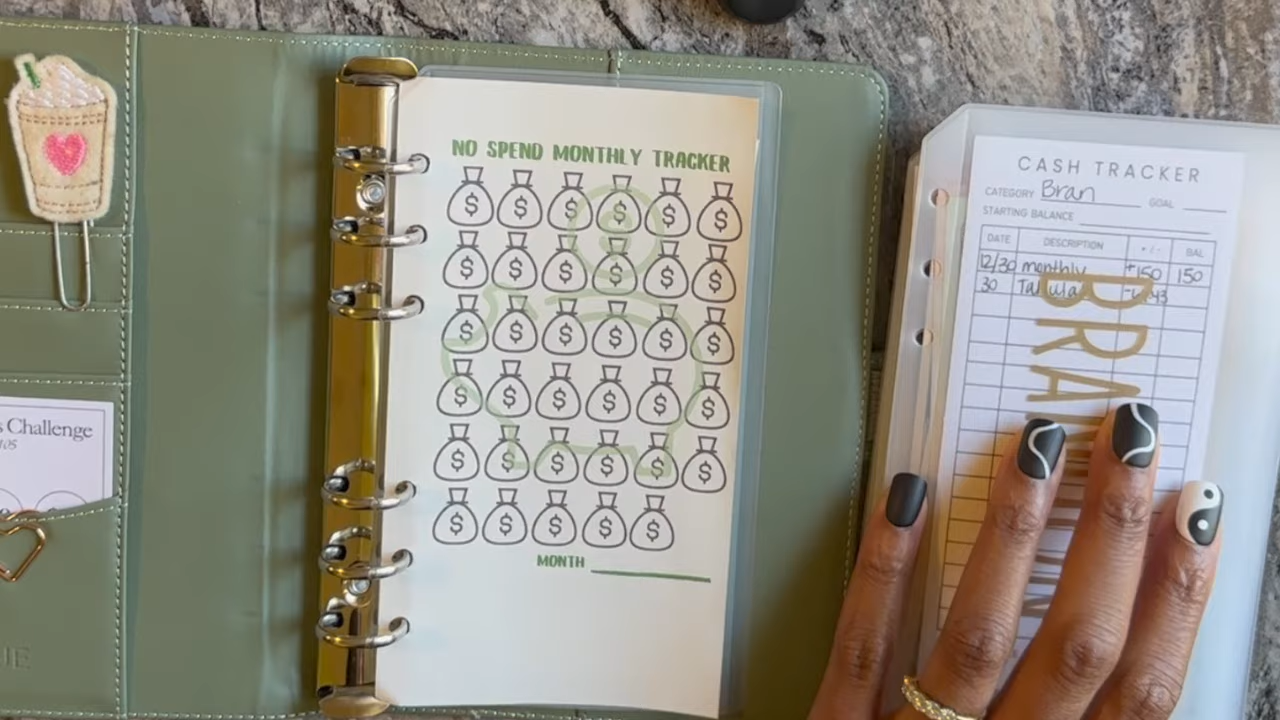 s Challenge
NO SPEND MONTHLY TRACKER
$ $ $ $ $ $
$ $ $ $ $ $
$ $ $ $ $ $
$ $ $ $ $ $
$ $ $ $ $ $
$ $ $ $ $
MONTH
CASH TRACKER
CATEGORY Bran GOAL
STARTING BALANCE
DATE DESCRIPTION +/- BAL
12/30 monthly +150 150
30
BRA